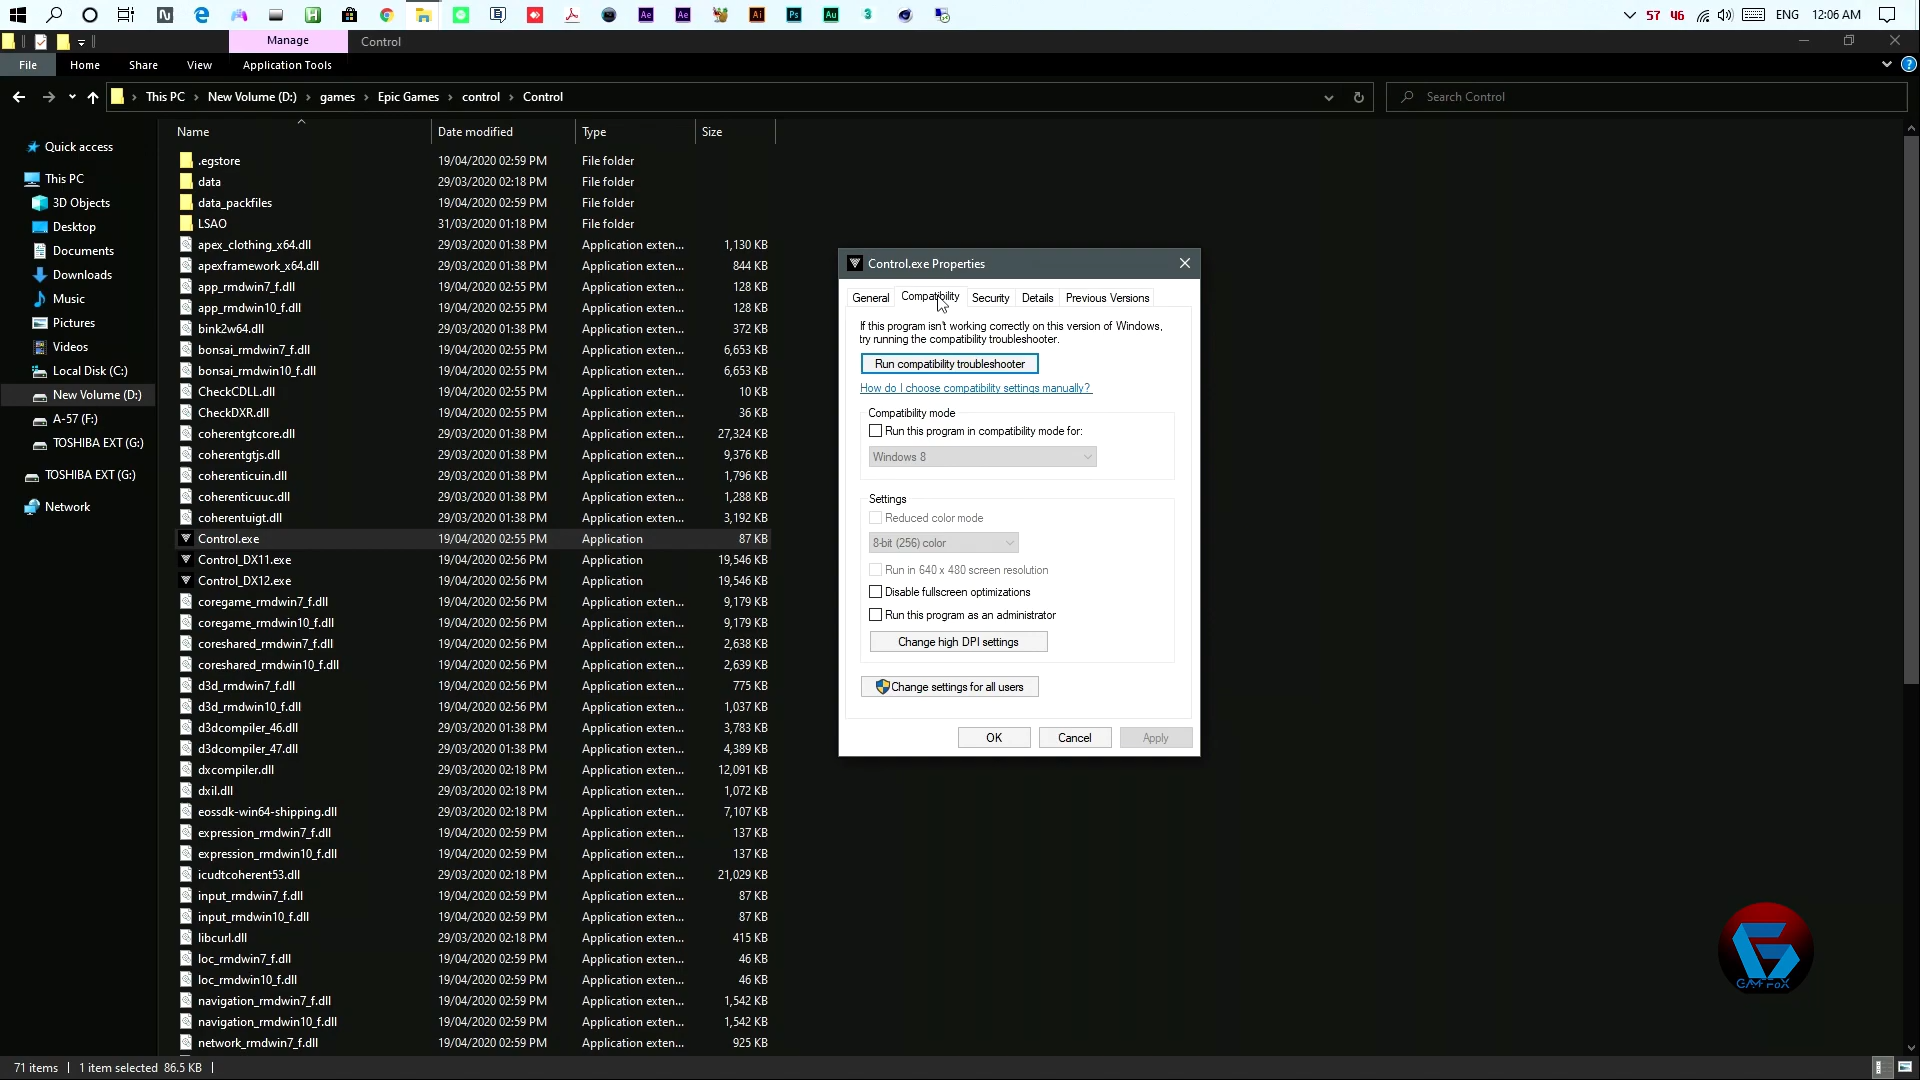 57 46 ENG 12:06 AM
Manage Control
File Home Share View Application Tools
This PC New Volume (D:) games Epic Games control Control Search Control
Name Date modified Type Size
Quick access
This PC
3D Objects
Desktop
Documents
Downloads
Music
Pictures
Videos
Local Disk (C:)
New Volume (D:)
A-57 (F:)
TOSHIBA EXT (G:)
TOSHIBA EXT (G:)
Network
.egstore 19/04/2020 02:59 PM File folder
data 29/03/2020 02:18 PM File folder
data_packfiles 19/04/2020 02:59 PM File folder
LSAO 31/03/2020 01:18 PM File folder
apex_clothing_x64.dll 29/03/2020 01:38 PM Application exten... 1,130 KB
apexframework_x64.dll 29/03/2020 01:38 PM Application exten... 844 KB
app_rmdwin7_f.dll 19/04/2020 02:55 PM Application exten... 128 KB
app_rmdwin10_f.dll 19/04/2020 02:55 PM Application exten... 128 KB
bink2w64.dll 29/03/2020 01:38 PM Application exten... 372 KB
bonsai_rmdwin7_f.dll 19/04/2020 02:55 PM Application exten... 6,653 KB
bonsai_rmdwin10_f.dll 19/04/2020 02:55 PM Application exten... 6,653 KB
CheckCDLL.dll 19/04/2020 02:55 PM Application exten... 10 KB
CheckDXR.dll 19/04/2020 02:55 PM Application exten... 36 KB
coherentgtcore.dll 29/03/2020 01:38 PM Application exten... 27,324 KB
coherentgtjs.dll 29/03/2020 01:38 PM Application exten... 9,376 KB
coherenticuin.dll 29/03/2020 01:38 PM Application exten... 1,796 KB
coherenticuuc.dll 29/03/2020 01:38 PM Application exten... 1,288 KB
coherentuigt.dll 29/03/2020 01:38 PM Application exten... 3,192 KB
Control.exe 19/04/2020 02:55 PM Application 87 KB
Control_DX11.exe 19/04/2020 02:55 PM Application 19,546 KB
Control_DX12.exe 19/04/2020 02:56 PM Application 19,546 KB
coregame_rmdwin7_f.dll 19/04/2020 02:56 PM Application exten... 9,179 KB
coregame_rmdwin10_f.dll 19/04/2020 02:56 PM Application exten... 9,179 KB
coreshared_rmdwin7_f.dll 19/04/2020 02:56 PM Application exten... 2,638 KB
coreshared_rmdwin10_f.dll 19/04/2020 02:56 PM Application exten... 2,639 KB
d3d_rmdwin7_f.dll 19/04/2020 02:56 PM Application exten... 775 KB
d3d_rmdwin10_f.dll 19/04/2020 02:56 PM Application exten... 1,037 KB
d3dcompiler_46.dll 29/03/2020 01:38 PM Application exten... 3,783 KB
d3dcompiler_47.dll 29/03/2020 01:38 PM Application exten... 4,389 KB
dxcompiler.dll 29/03/2020 02:18 PM Application exten... 12,091 KB
dxil.dll 29/03/2020 02:18 PM Application exten... 1,072 KB
eossdk-win64-shipping.dll 29/03/2020 02:18 PM Application exten... 7,107 KB
expression_rmdwin7_f.dll 19/04/2020 02:59 PM Application exten... 137 KB
expression_rmdwin10_f.dll 19/04/2020 02:59 PM Application exten... 137 KB
icudtcoherent53.dll 29/03/2020 02:18 PM Application exten... 21,029 KB
input_rmdwin7_f.dll 19/04/2020 02:59 PM Application exten... 87 KB
input_rmdwin10_f.dll 19/04/2020 02:59 PM Application exten... 87 KB
libcurl.dll 29/03/2020 02:18 PM Application exten... 415 KB
loc_rmdwin7_f.dll 19/04/2020 02:59 PM Application exten... 46 KB
loc_rmdwin10_f.dll 19/04/2020 02:59 PM Application exten... 46 KB
navigation_rmdwin7_f.dll 19/04/2020 02:59 PM Application exten... 1,542 KB
navigation_rmdwin10_f.dll 19/04/2020 02:59 PM Application exten... 1,542 KB
network_rmdwin7_f.dll 19/04/2020 02:59 PM Application exten... 925 KB
Control.exe Properties
General Compatibility Security Details Previous Versions
If this program isn't working correctly on this version of Windows,
try running the compatibility troubleshooter.
Run compatibility troubleshooter
How do I choose compatibility settings manually?
Compatibility mode
Run this program in compatibility mode for:
Windows 8
Settings
Reduced color mode
8-bit (256) color
Run in 640 x 480 screen resolution
Disable fullscreen optimizations
Run this program as an administrator
Change high DPI settings
Change settings for all users
OK Cancel Apply
71 items 1 item selected 86.5 KB